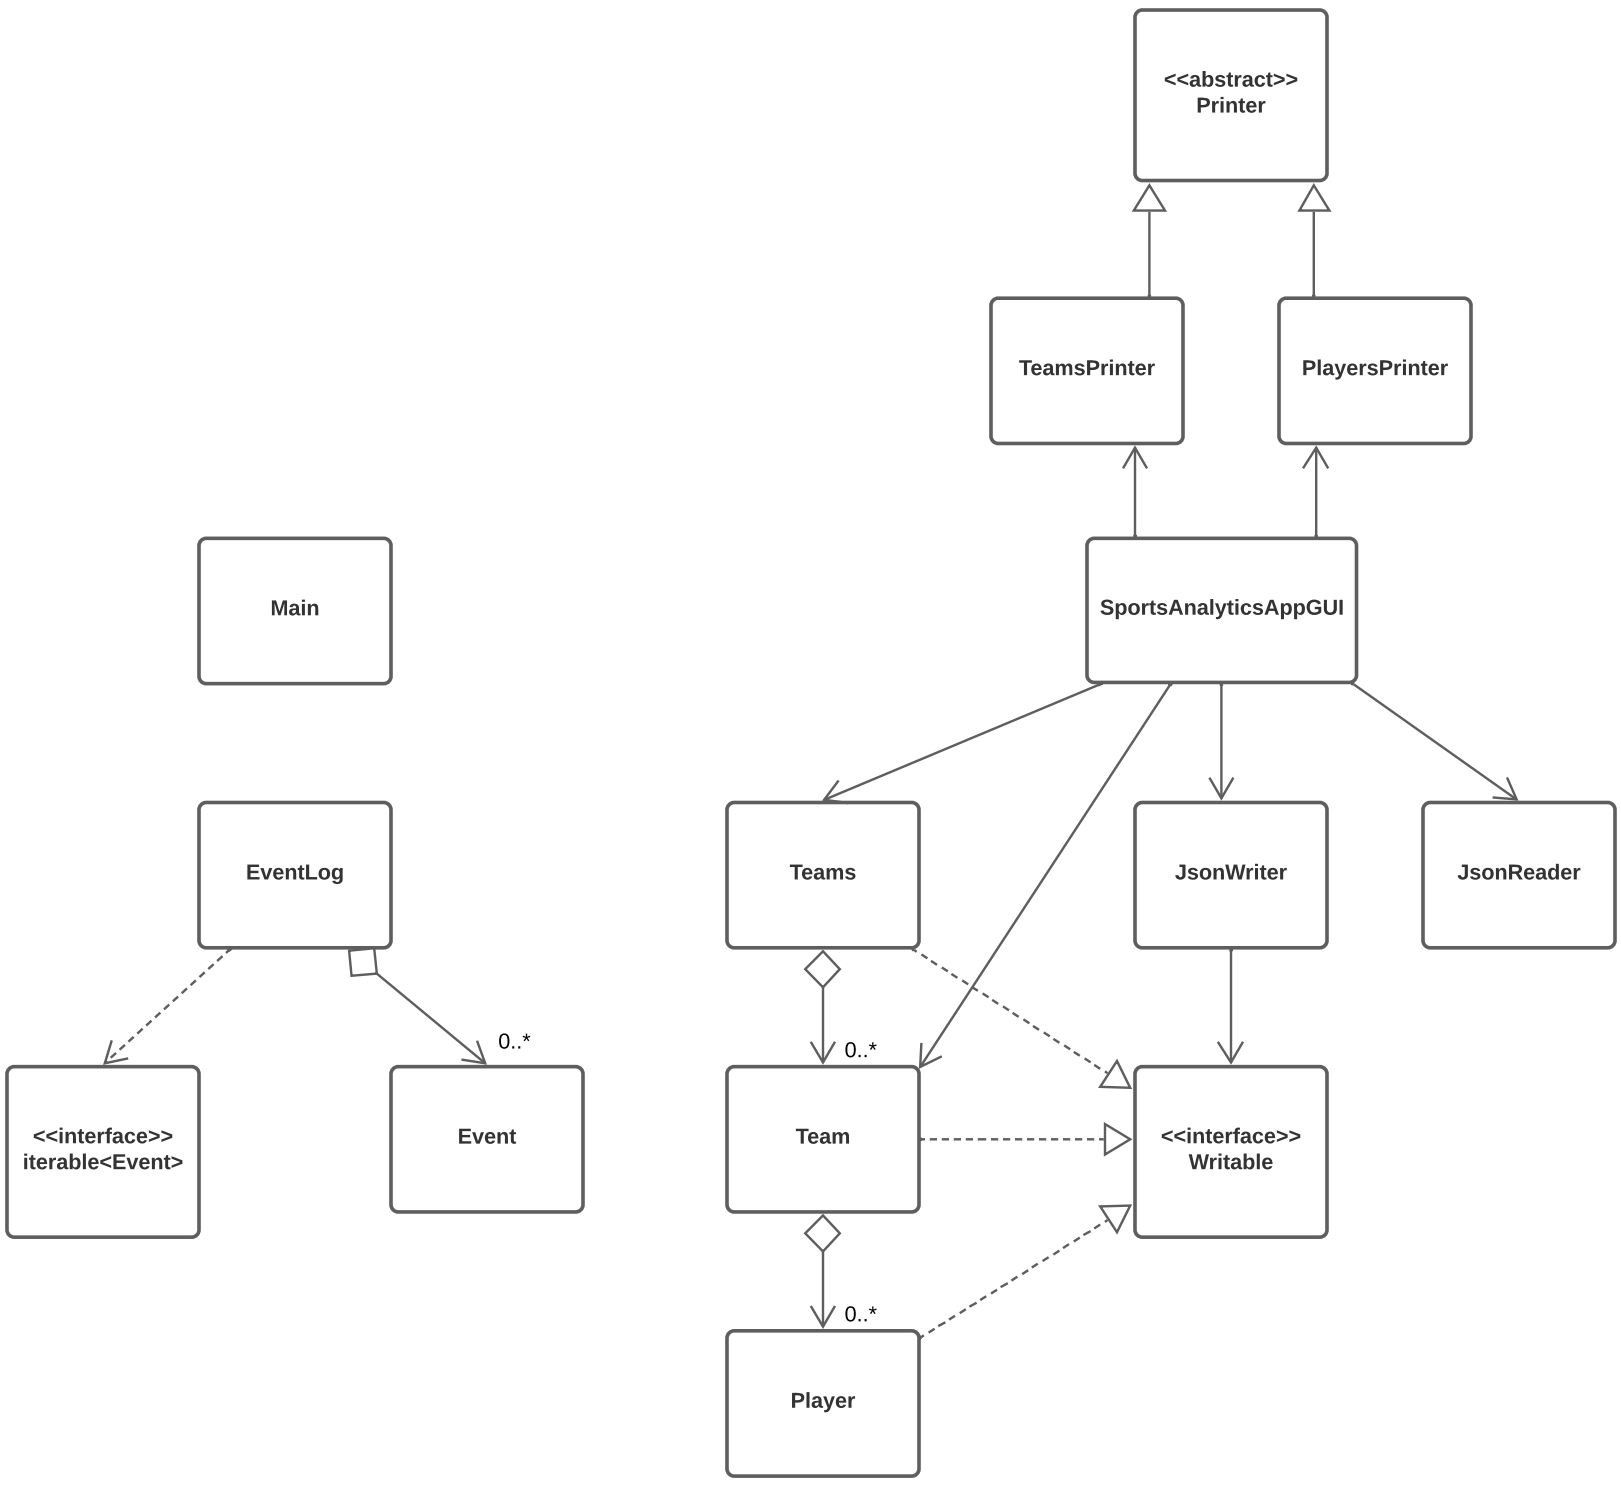 <<abstract>>
Printer
TeamsPrinter
PlayersPrinter
Main
SportsAnalyticsAppGUI
EventLog
Teams
JsonWriter
JsonReader
0..*
0..*
<<interface>>
iterable<Event>
Event
Team
<<interface>>
Writable
0..*
Player